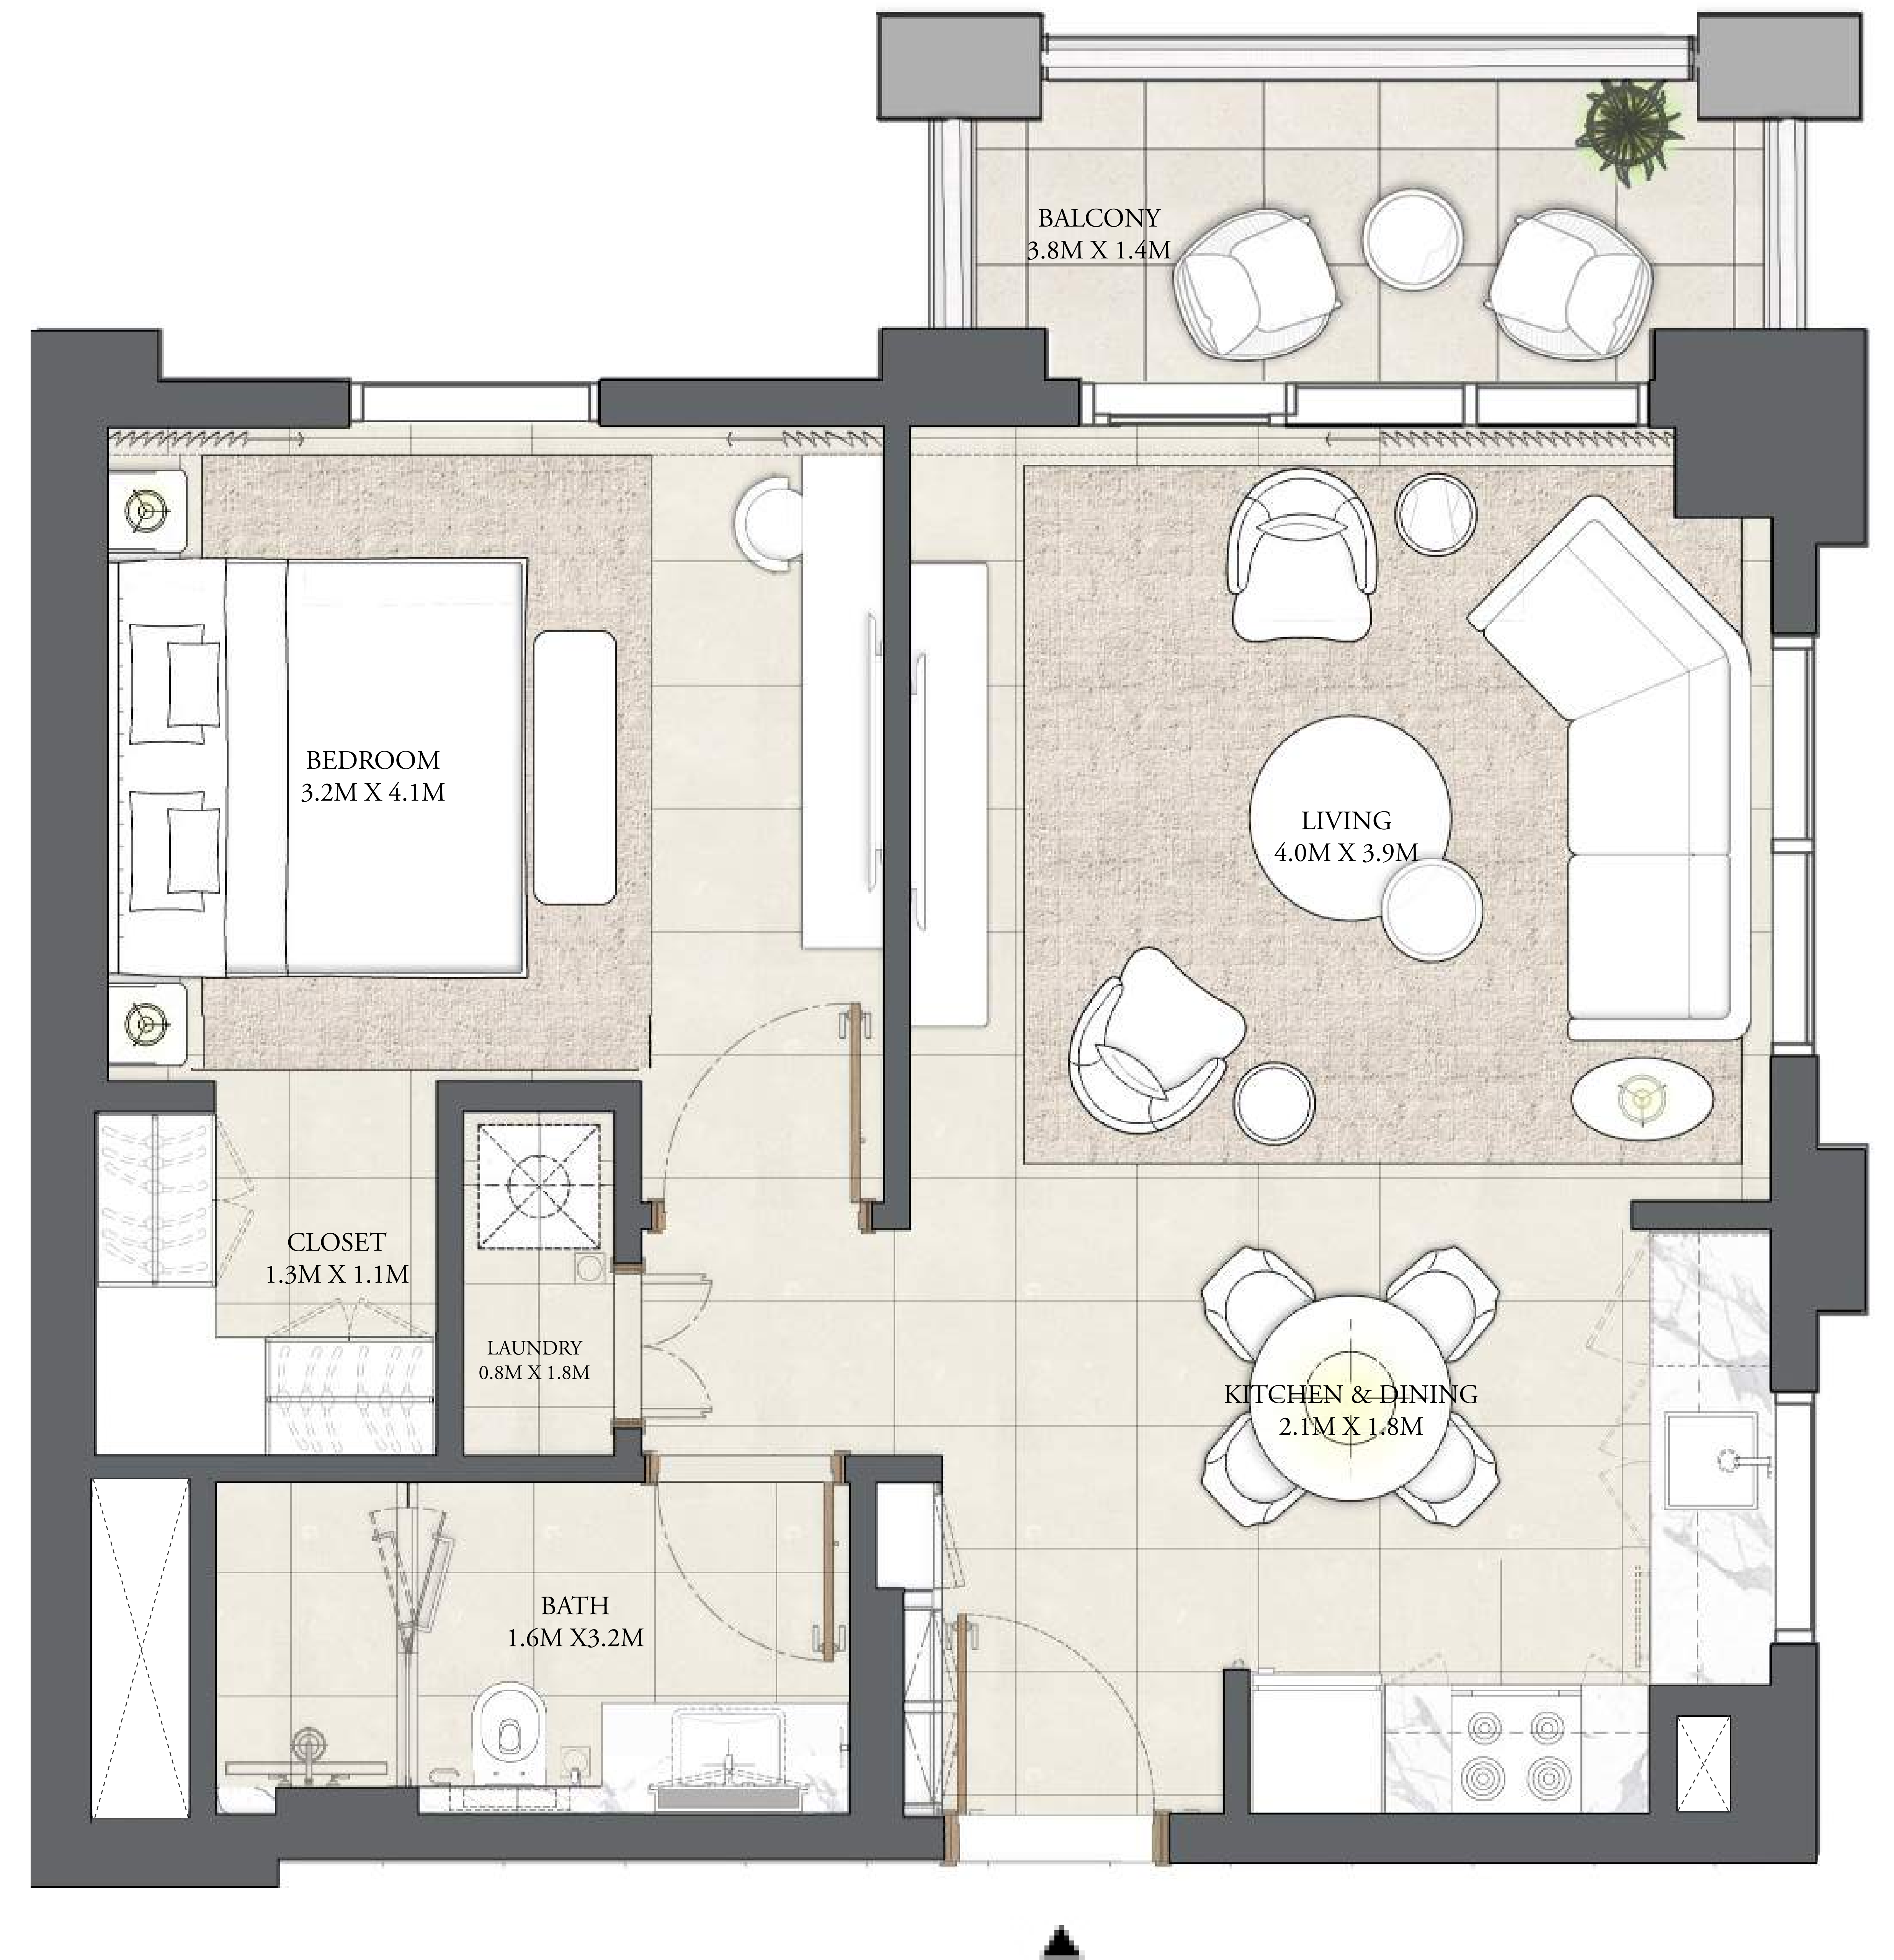 BALCONY
3.8M X 1.4M
BEDROOM
3.2M X 4.1M
LIVING
4.0M X 3.9M
CLOSET
1.3M X 1.1M
LAUNDRY
0.8M X 1.8M
KITCHEN & DINING
2.1M X 1.8M
BATH
1.6M X3.2M